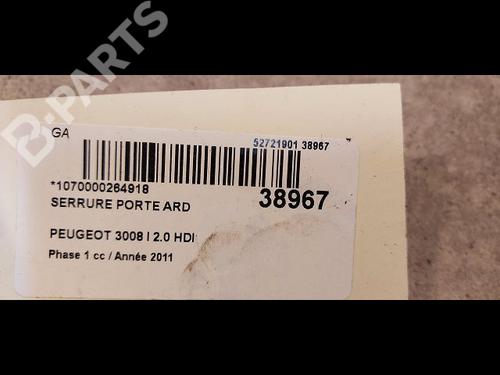 B-PARTS
GA
52721901 38967
*1070000264918
38967
SERRURE PORTE ARD
PEUGEOT 3008 I 2.0 HDI
Phase 1 cc / Année 2011